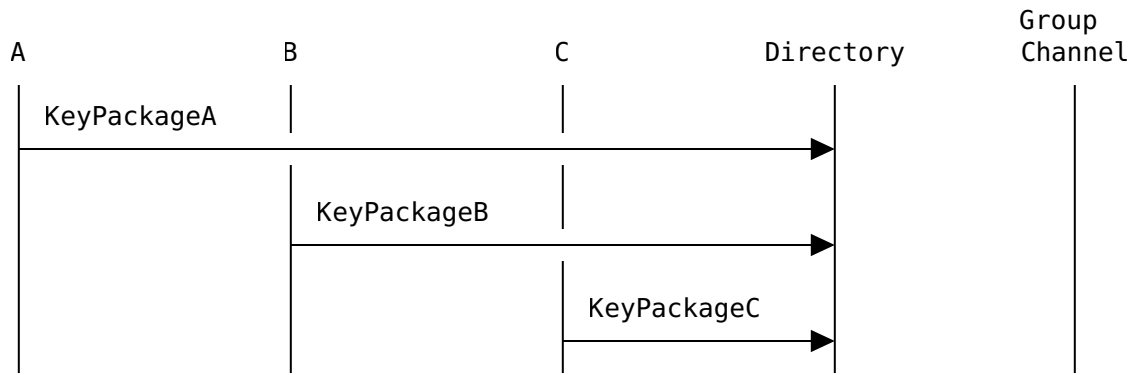 Group
A B C Directory Channel
KeyPackageA
KeyPackageB
KeyPackageC